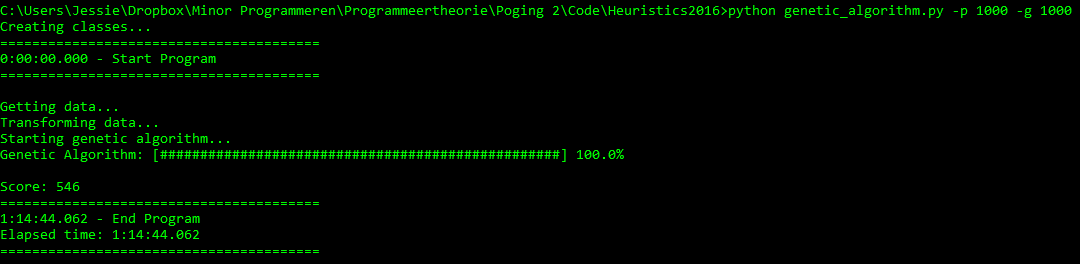 C:\Users\Jessie\Dropbox\Minor Programmeren\Programmeertheorie\Poging 2\Code\Heuristics2016>python genetic_algorithm.py -p 1000 -g 1000
Creating classes...
========================================
0:00:00.000 - Start Program
========================================
Getting data...
Transforming data...
Starting genetic algorithm...
Genetic Algorithm: [##################################################] 100.0%
Score: 546
========================================
1:14:44.062 - End Program
Elapsed time: 1:14:44.062
========================================